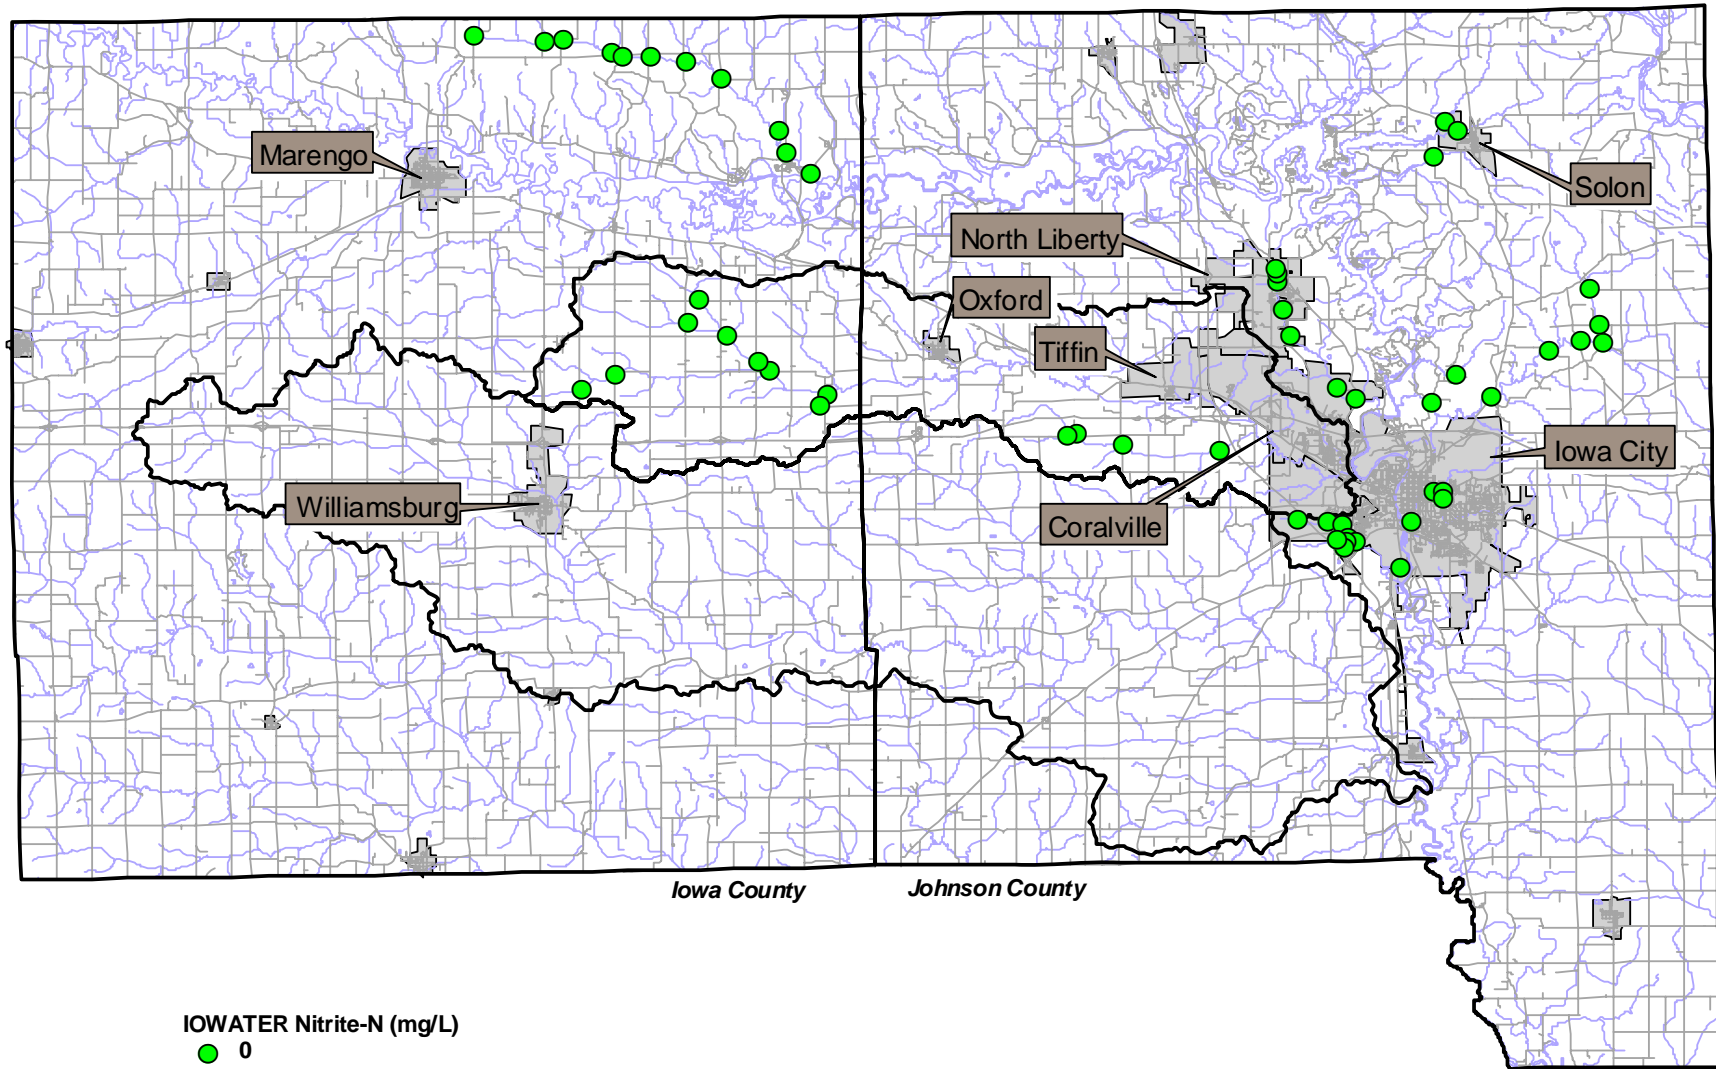 Marengo
Solon
North Liberty
Oxford
Tiffin
Iowa City
Williamsburg
Coralville
Iowa County
Johnson County
IOWATER Nitrite-N (mg/L)
0